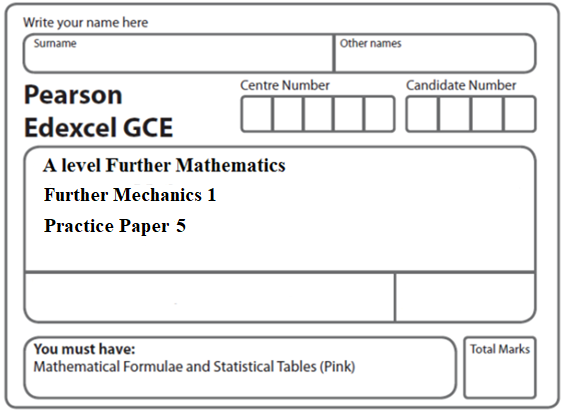 Write your name here
Surname
Other names
Pearson
Edexcel GCE
Centre Number
Candidate Number
A level Further Mathematics
Further Mechanics 1
Practice Paper 5
You must have:
Mathematical Formulae and Statistical Tables (Pink)
Total Marks